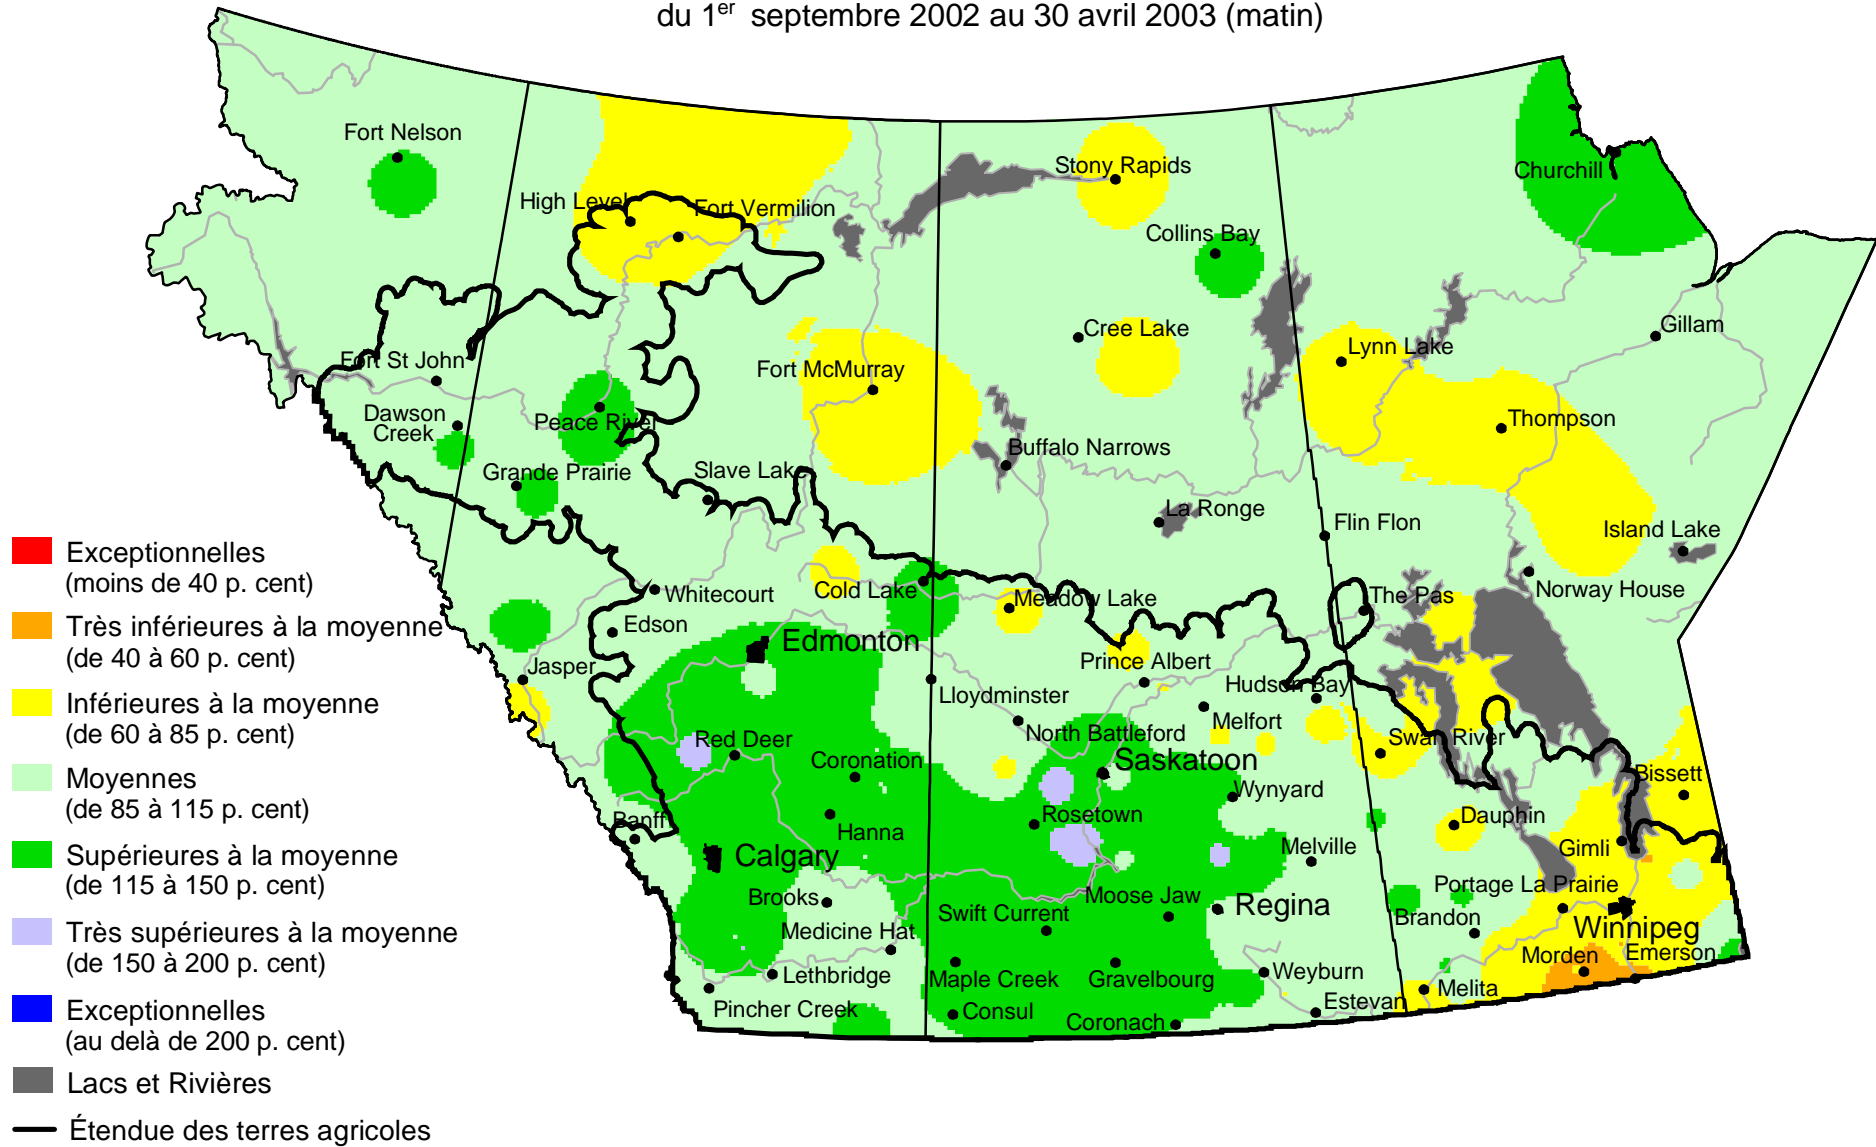 du 1er septembre 2002 au 30 avril 2003 (matin)
Fort Nelson
Stony Rapids
Churchill
High Level
Fort Vermilion
Collins Bay
Cree Lake
Gillam
Lynn Lake
Fort St John
Fort McMurray
Dawson
Creek
Peace River
Thompson
Buffalo Narrows
Grande Prairie
Slave Lake
La Ronge
Flin Flon
Island Lake
Exceptionnelles
(moins de 40 p. cent)
Très inférieures à la moyenne
(de 40 à 60 p. cent)
Inférieures à la moyenne
(de 60 à 85 p. cent)
Moyennes
(de 85 à 115 p. cent)
Supérieures à la moyenne
(de 115 à 150 p. cent)
Très supérieures à la moyenne
(de 150 à 200 p. cent)
Exceptionnelles
(au delà de 200 p. cent)
Lacs et Rivières
Étendue des terres agricoles
Whitecourt
Cold Lake
Meadow Lake
The Pas
Norway House
Edson
Edmonton
Jasper
Prince Albert
Lloydminster
Hudson Bay
Melfort
North Battleford
Red Deer
Swan River
Coronation
Saskatoon
Bissett
Wynyard
Banff
Hanna
Rosetown
Dauphin
Calgary
Melville
Gimli
Brooks
Moose Jaw
Portage La Prairie
Swift Current
Regina
Brandon
Medicine Hat
Winnipeg
Morden
Emerson
Lethbridge
Maple Creek
Gravelbourg
Weyburn
Melita
Pincher Creek
Consul
Coronach
Estevan